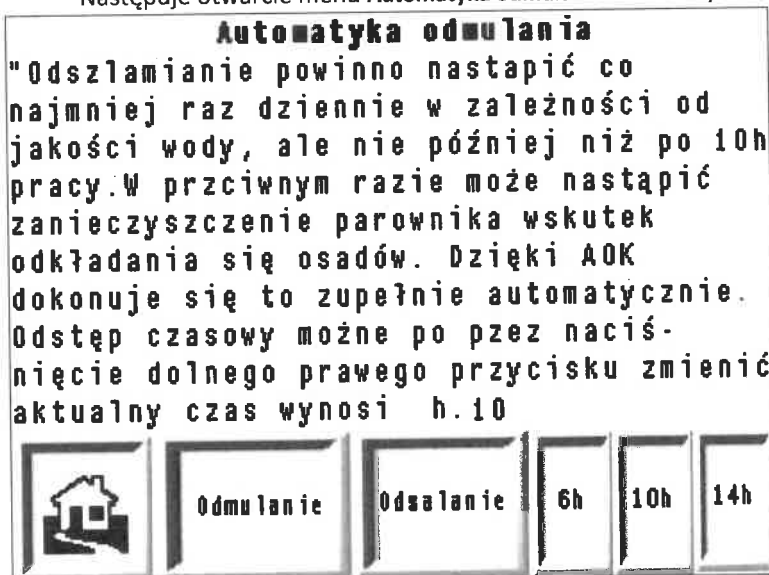 Następuje otwarcie menu Automatyka
Automatyka odmulania
"Odszlamianie powinno nastapić co
najmniej raz dziennie w zależności od
jakości wody, ale nie później niż po 10h
pracy.W przciwnym razie może nastąpić
zanieczyszczenie parownika wskutek
odkładania się osadów. Dzięki AOK
dokonuje się to zupełnie automatycznie.
Odstęp czasowy możne po pzez naciś-
nięcie dolnego prawego przycisku zmienić
aktualny czas wynosi h.10
Odmulanie Odsalanie 6h 10h 14h